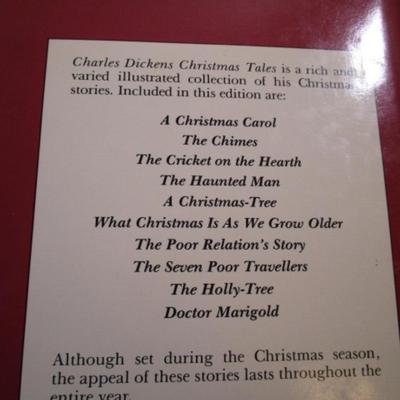 Charles Dickens Christmas Tales is a rich and
varied illustrated collection of his Christmas
stories. Included in this edition are:
A Christmas Carol
The Chimes
The Cricket on the Hearth
The Haunted Man
A Christmas-Tree
What Christmas Is As We Grow Older
The Poor Relation's Story
The Seven Poor Travellers
The Holly-Tree
Doctor Marigold
Although set during the Christmas season,
the appeal of these stories lasts throughout the
entire year.